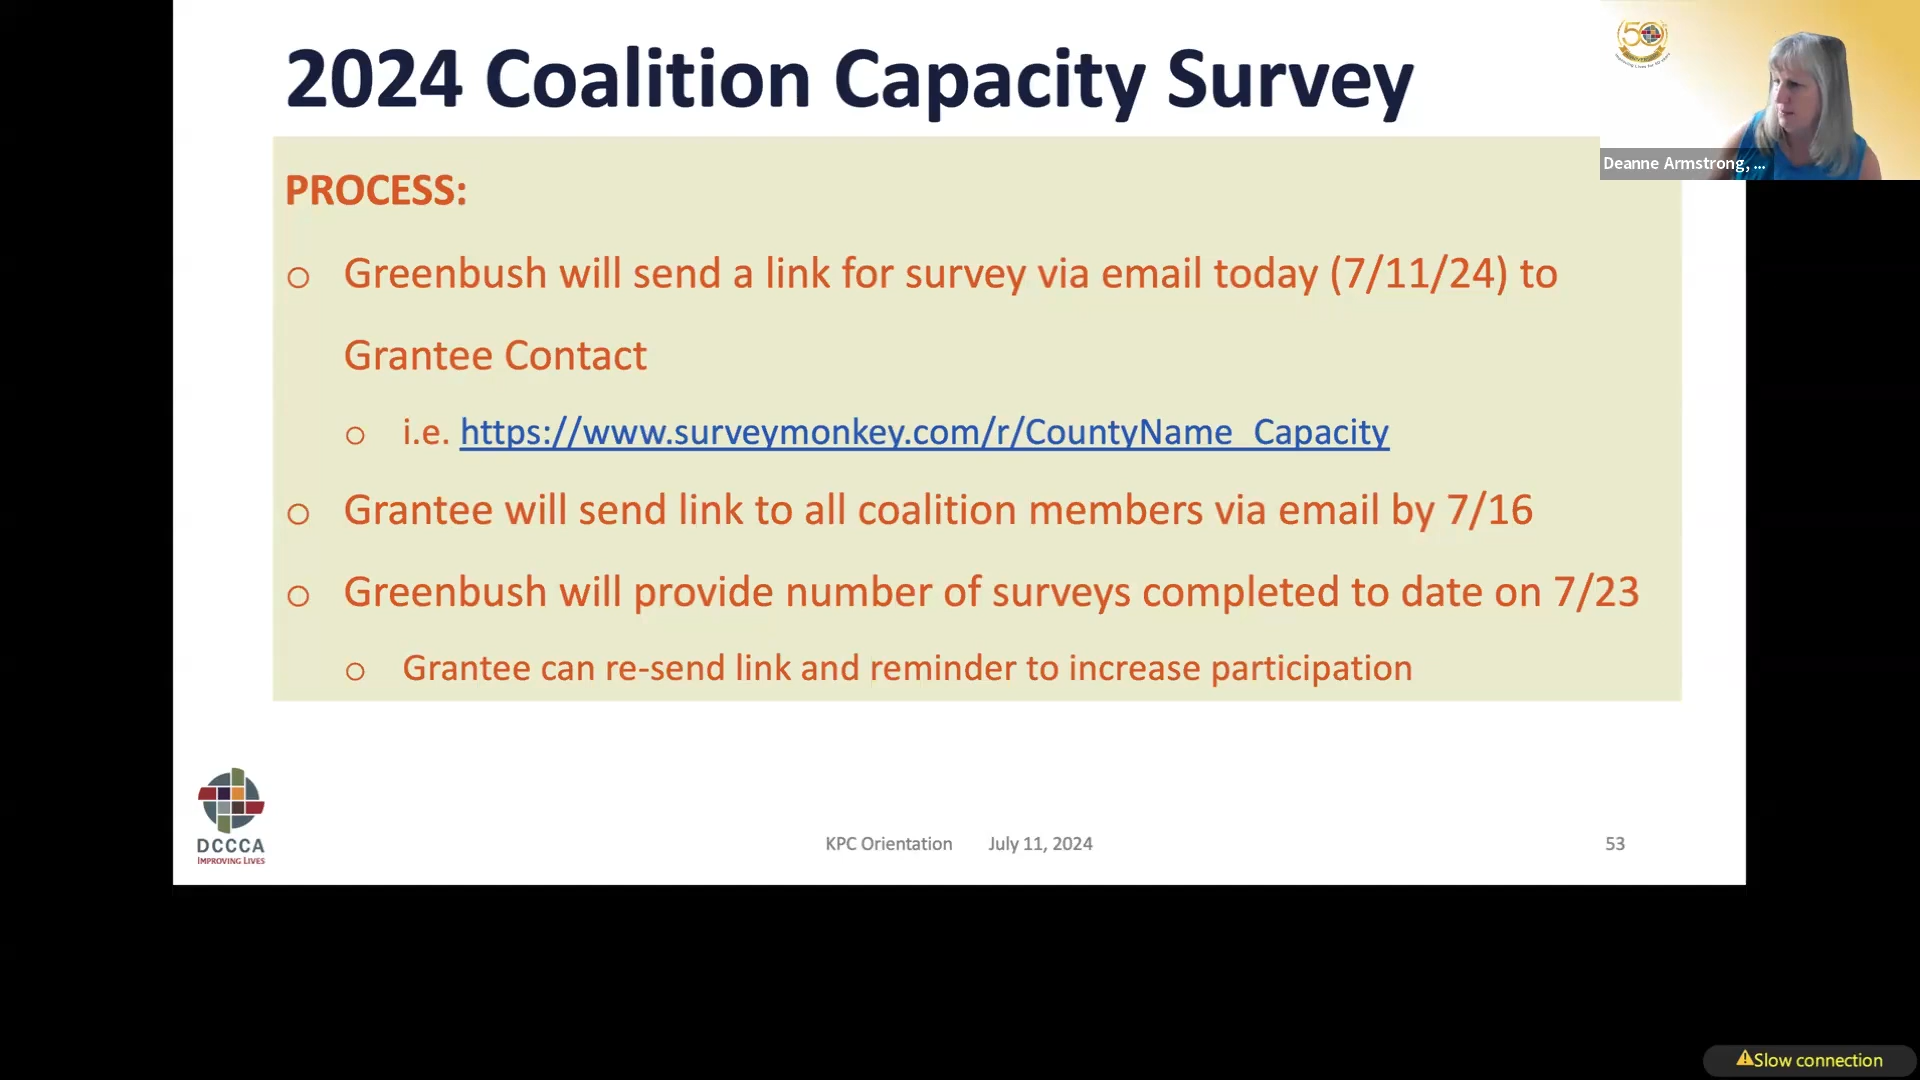 2024 Coalition Capacity Survey
50
Deanne Armstrong, ...
PROCESS:
o Greenbush will send a link for survey via email today (7/11/24) to
Grantee Contact
o i.e. https://www.surveymonkey.com/r/CountyName_Capacity
o Grantee will send link to all coalition members via email by 7/16
o Greenbush will provide number of surveys completed to date on 7/23
o Grantee can re-send link and reminder to increase participation
DCCCA
IMPROVING LIVES
KPC Orientation July 11, 2024
53
Slow connection